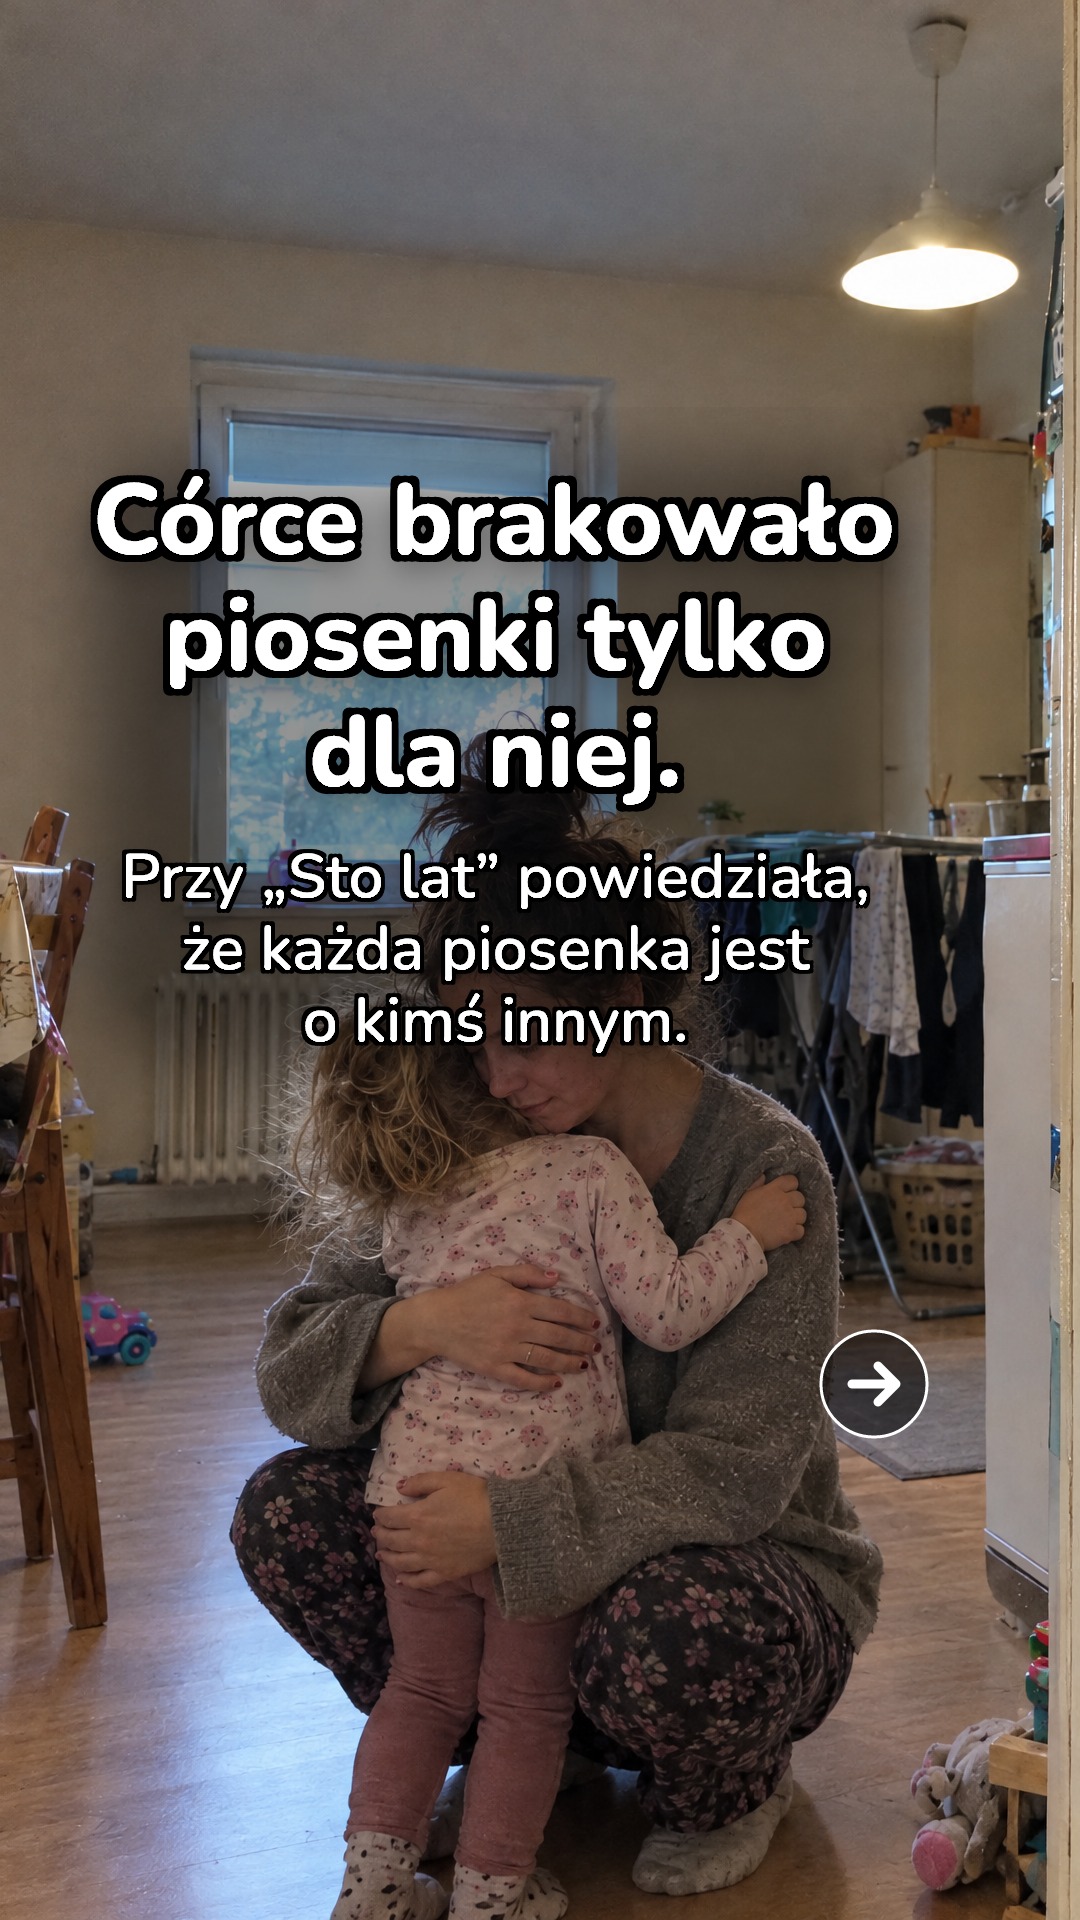 Córce brakowało
piosenki tylko
dla niej.
Przy „Sto lat” powiedziała,
że każda piosenka jest
o kimś innym.